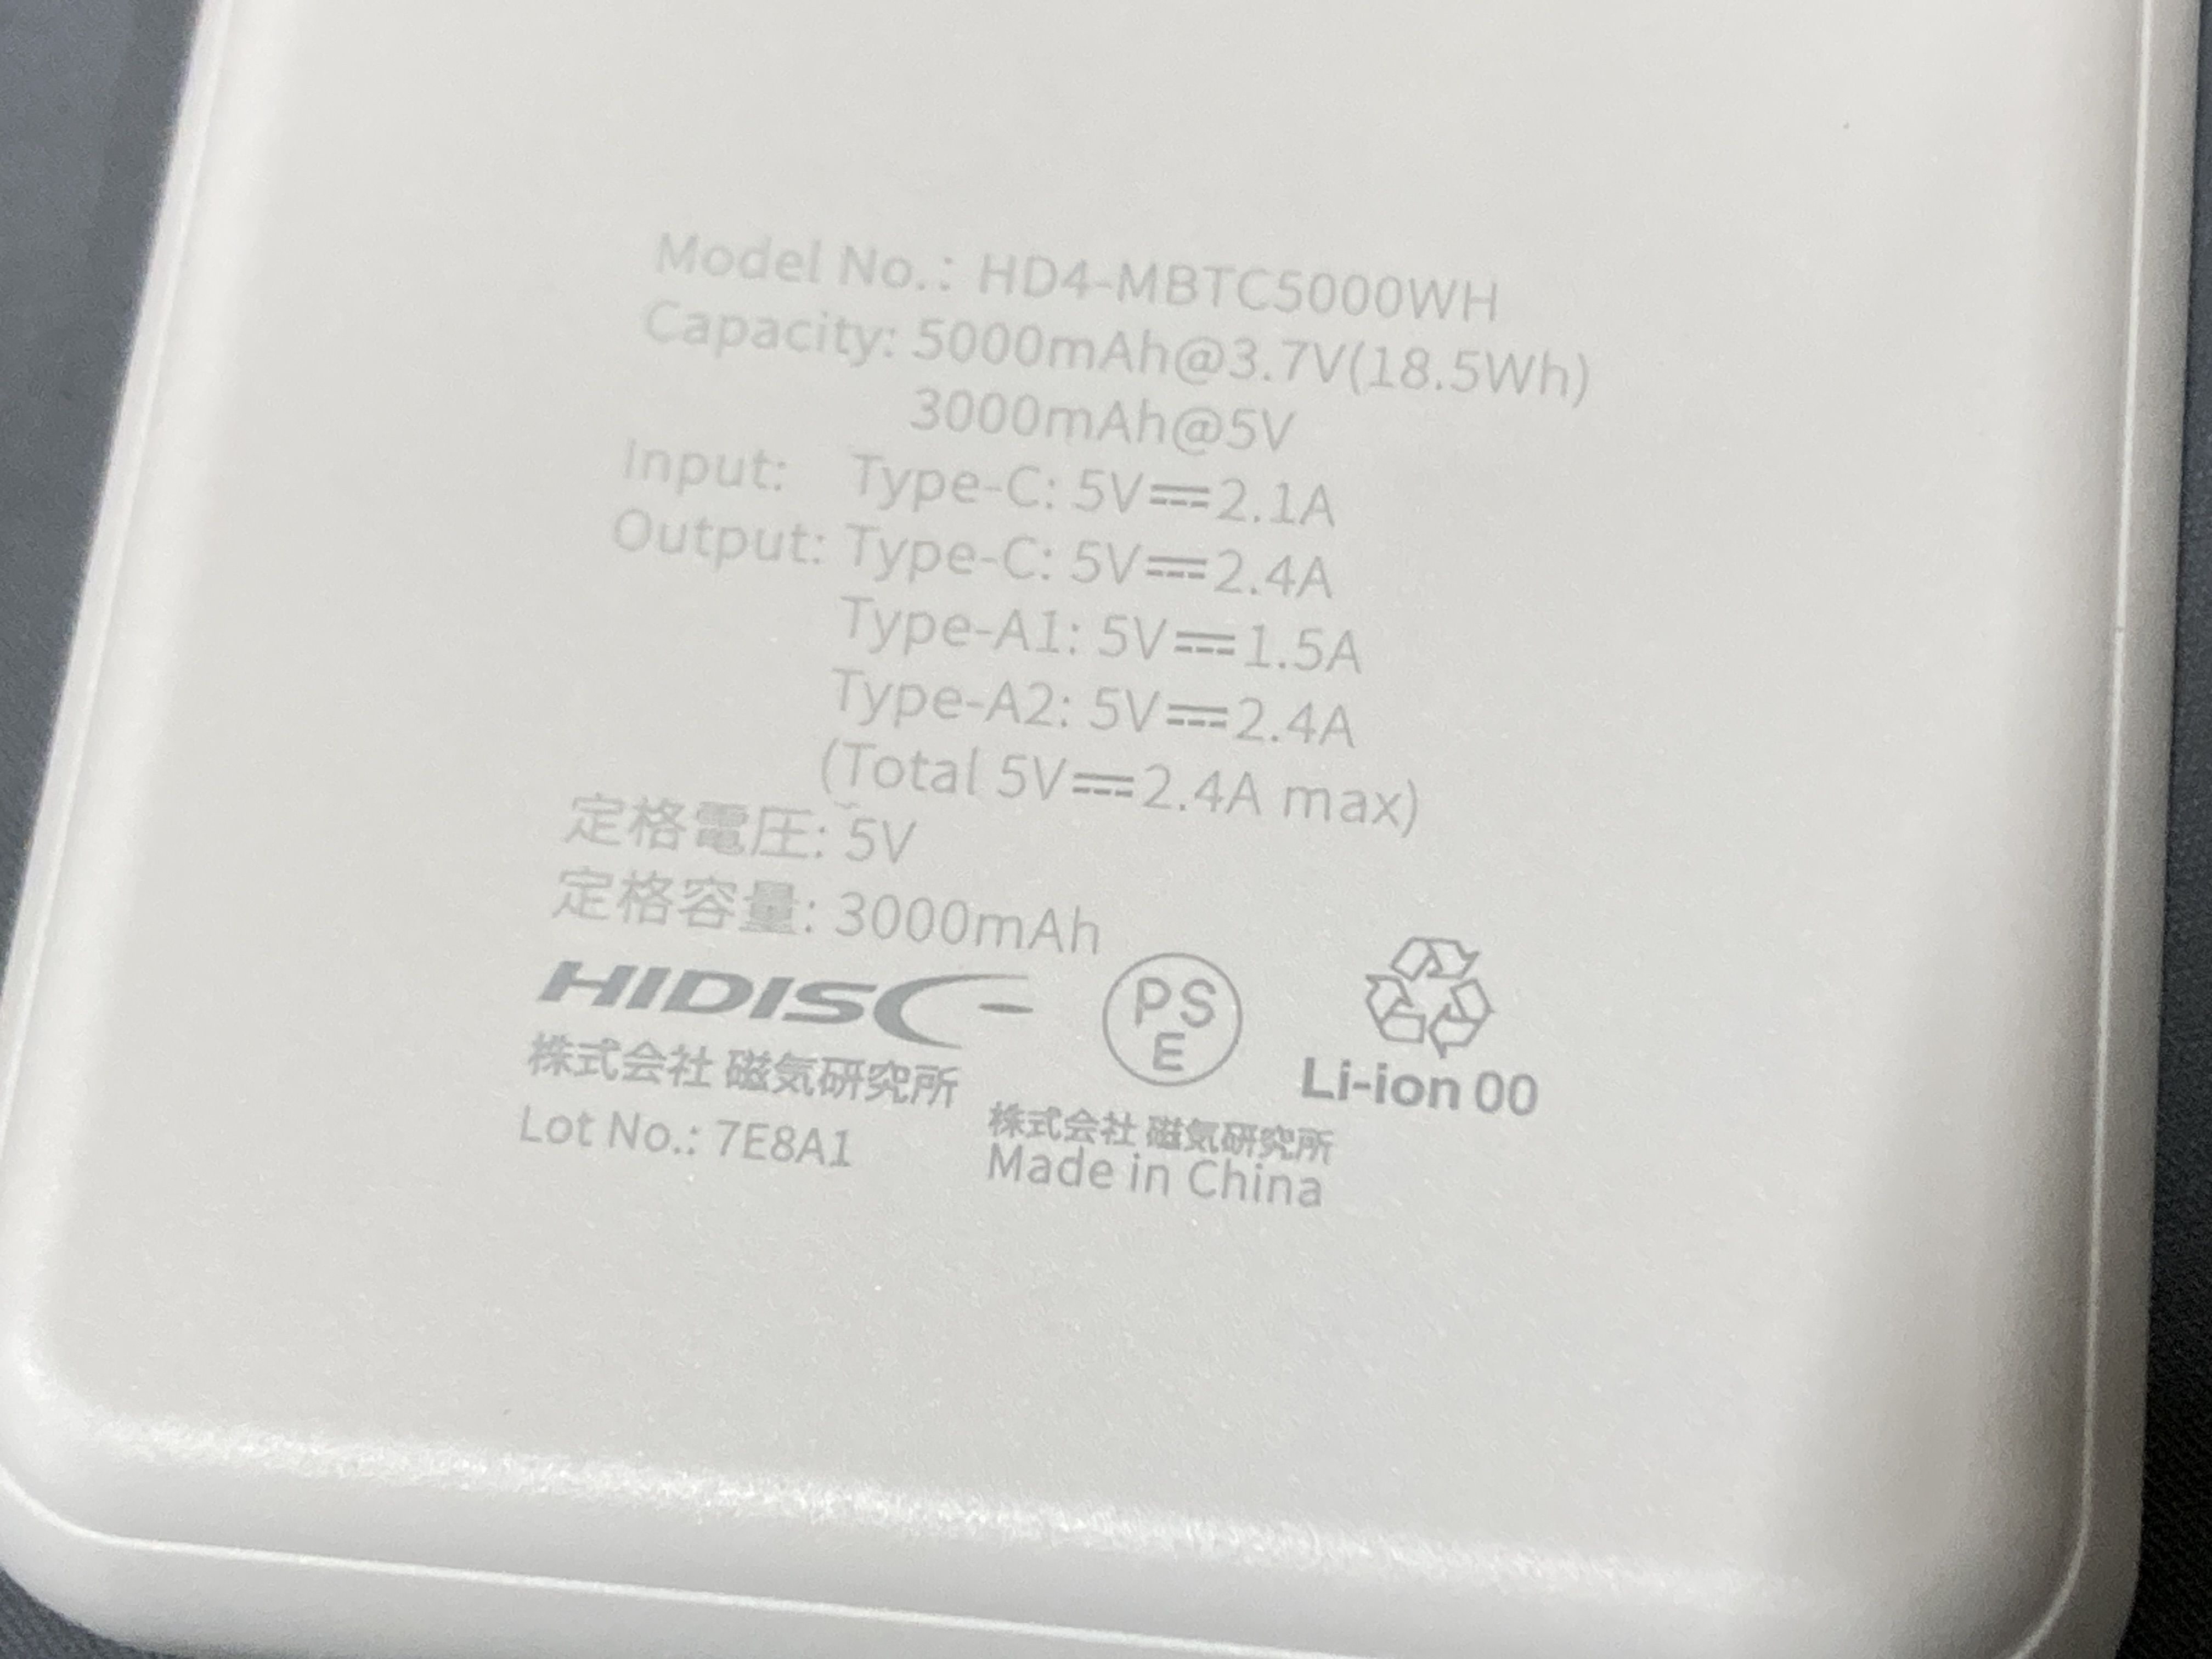 Model No.: HD4-MBTC5000WH
Capacity: 5000mAh@3.7V(18.5Wh)
3000mAh@5V
Input: Type-C: 5V⎓2.1A
Output: Type-C: 5V⎓2.4A
Type-A1: 5V⎓1.5A
Type-A2: 5V⎓2.4A
(Total 5V⎓2.4A max)
定格電圧: 5V
定格容量: 3000mAh
HIDISC
PS
E
Li-ion 00
株式会社 磁気研究所
Lot No.: 7E8A1
株式会社 磁気研究所
Made in China